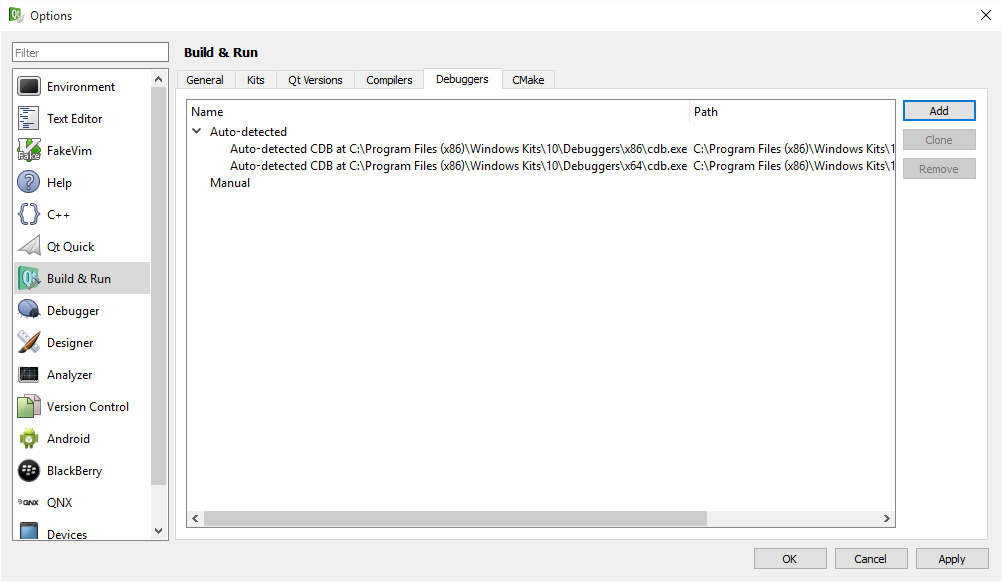 Options
Filter
Environment
Text Editor
FakeVim
Help
C++
Qt Quick
Build & Run
Debugger
Designer
Analyzer
Version Control
Android
BlackBerry
QNX
Devices
Build & Run
General Kits Qt Versions Compilers Debuggers CMake
Name Path
Auto-detected
Auto-detected CDB at C:\Program Files (x86)\Windows Kits\10\Debuggers\x86\cdb.exe C:\Program Files (x86)\Windows Kits\1
Auto-detected CDB at C:\Program Files (x86)\Windows Kits\10\Debuggers\x64\cdb.exe C:\Program Files (x86)\Windows Kits\1
Manual
Add
Clone
Remove
OK Cancel Apply